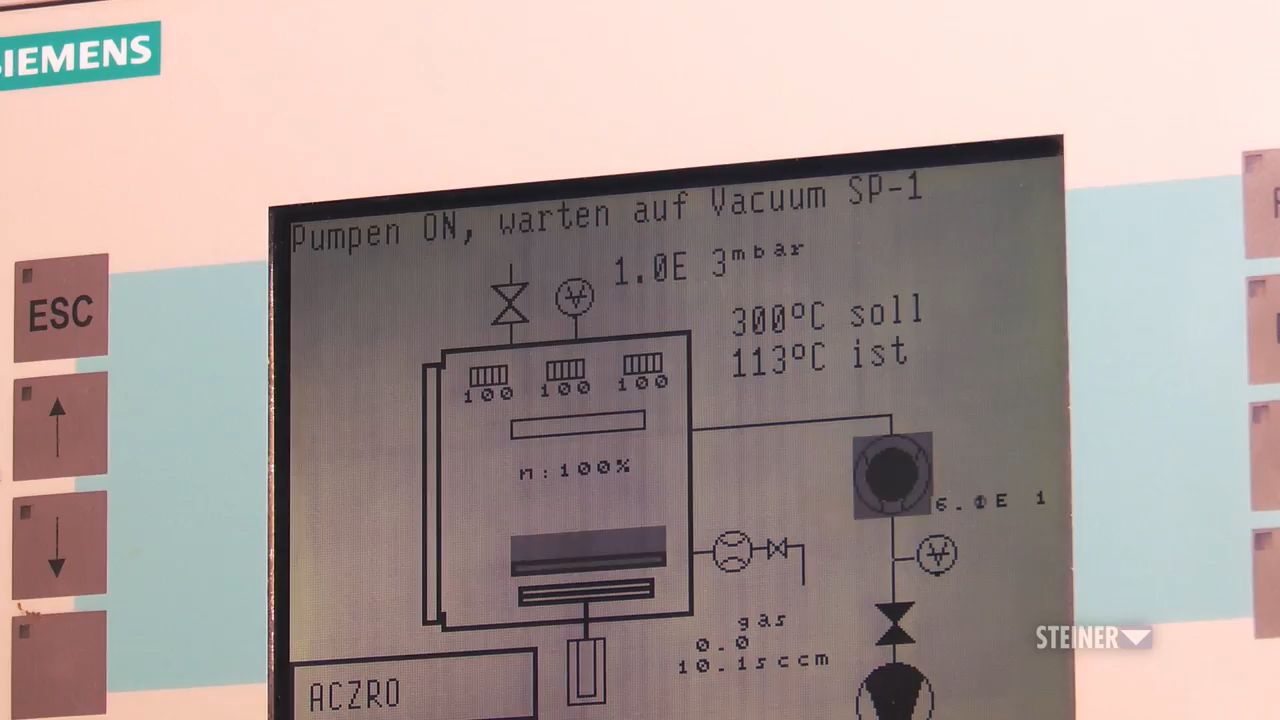 SIEMENS
Pumpen ON, warten auf Vacuum SP-1
1.0E 3mbar
300°C soll
113°C ist
ESC
100 100 100
n:100%
6.0E 1
gas
0.0
10.1sccm
STEINER
ACZRO